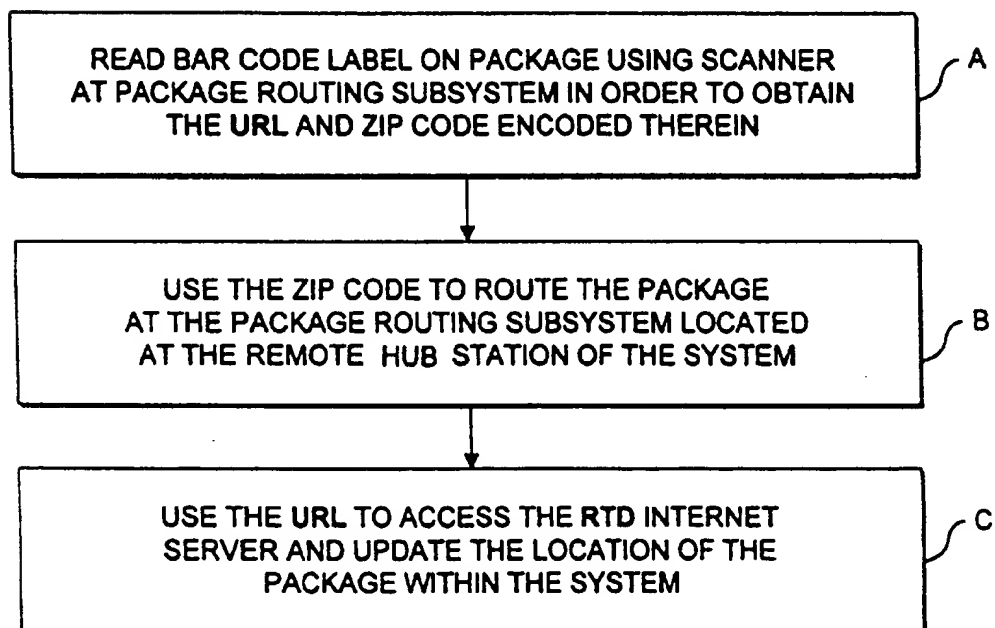 READ BAR CODE LABEL ON PACKAGE USING SCANNER
AT PACKAGE ROUTING SUBSYSTEM IN ORDER TO OBTAIN
THE URL AND ZIP CODE ENCODED THEREIN
A
USE THE ZIP CODE TO ROUTE THE PACKAGE
AT THE PACKAGE ROUTING SUBSYSTEM LOCATED
AT THE REMOTE HUB STATION OF THE SYSTEM
B
USE THE URL TO ACCESS THE RTD INTERNET
SERVER AND UPDATE THE LOCATION OF THE
PACKAGE WITHIN THE SYSTEM
C